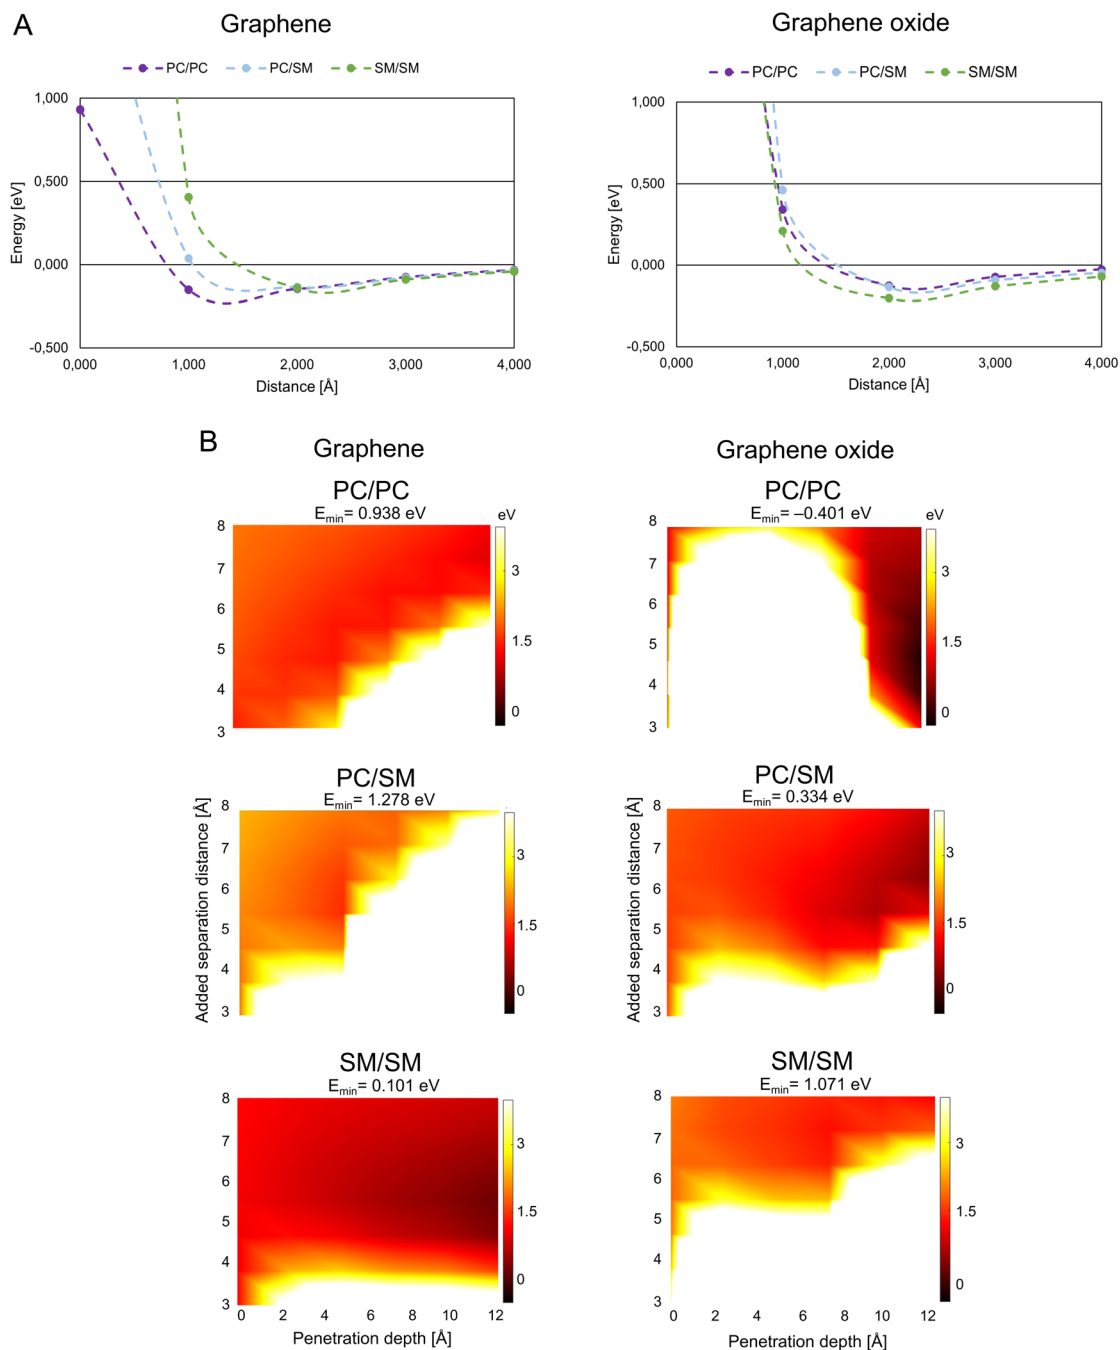 A
Graphene
Graphene oxide
PC/PC PC/SM SM/SM
PC/PC PC/SM SM/SM
1,000
0,500
0,000
-0,500
Energy [eV]
0,000 1,000 2,000 3,000 4,000
Distance [Å]
1,000
0,500
0,000
-0,500
Energy [eV]
0,000 1,000 2,000 3,000 4,000
Distance [Å]
B
Graphene
Graphene oxide
PC/PC
Emin= 0.938 eV
eV
8
7
6
5
4
3
3
1.5
0
PC/PC
Emin= –0.401 eV
eV
8
7
6
5
4
3
3
1.5
0
PC/SM
Emin= 1.278 eV
8
7
6
5
4
3
Added separation distance [Å]
3
1.5
0
PC/SM
Emin= 0.334 eV
8
7
6
5
4
3
Added separation distance [Å]
3
1.5
0
SM/SM
Emin= 0.101 eV
8
7
6
5
4
3
3
1.5
0
0 2 4 6 8 10 12
Penetration depth [Å]
SM/SM
Emin= 1.071 eV
8
7
6
5
4
3
3
1.5
0
0 2 4 6 8 10 12
Penetration depth [Å]